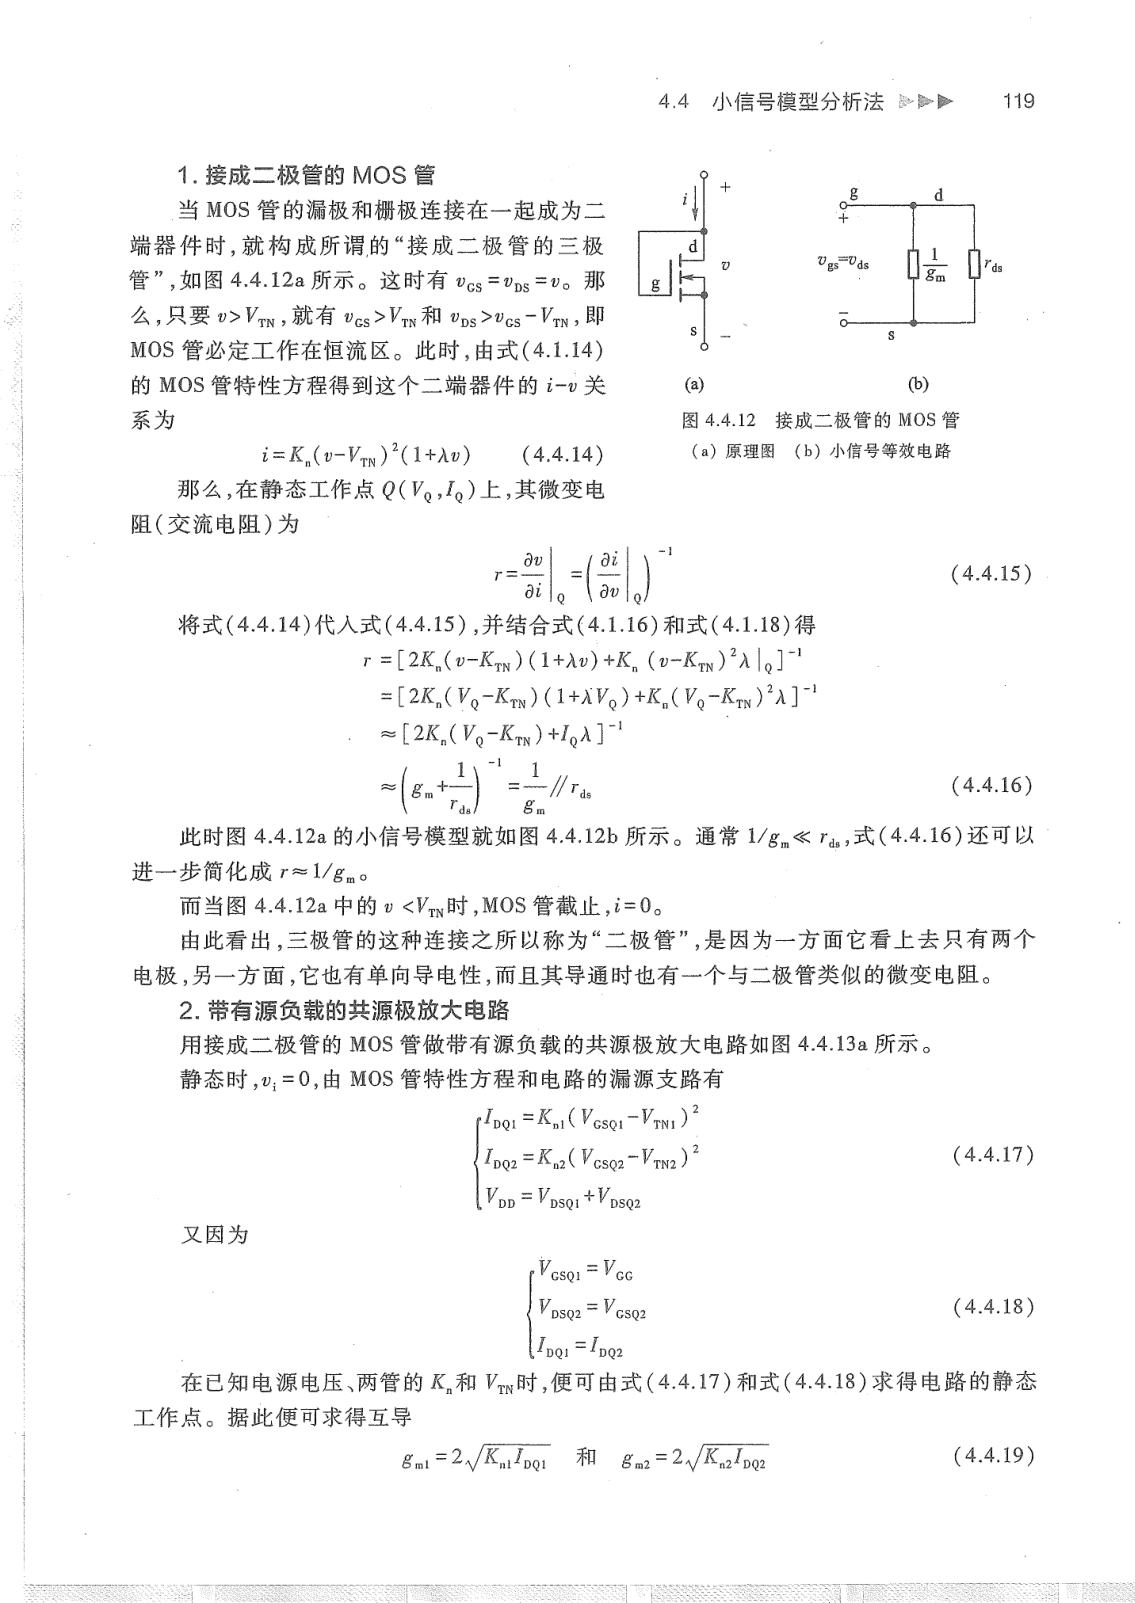 4.4 小信号模型分析法 119
1. 接成二极管的 MOS 管
当 MOS 管的漏极和栅极连接在一起成为二
端器件时,就构成所谓的“接成二极管的三极
管”,如图 4.4.12a 所示。这时有 v_GS=v_DS=v。那
么,只要 v>V_TN,就有 v_GS>V_TN和 v_DS>v_GS-V_TN,即
MOS 管必定工作在恒流区。此时,由式(4.1.14)
的 MOS 管特性方程得到这个二端器件的 i-v 关
系为
i=K_n(v-V_TN)²(1+λv) (4.4.14)
那么,在静态工作点 Q(V_Q,I_Q)上,其微变电
阻(交流电阻)为
i
+
d
g
v
s
-
(a)
g
d
+
v_gs=v_ds
1/g_m
r_ds
-
s
(b)
图 4.4.12 接成二极管的 MOS 管
(a) 原理图 (b) 小信号等效电路
r=∂v/∂i|_Q=(∂i/∂v|_Q)⁻¹ (4.4.15)
将式(4.4.14)代入式(4.4.15),并结合式(4.1.16)和式(4.1.18)得
r=[2K_n(v-K_TN)(1+λv)+K_n(v-K_TN)²λ|_Q]⁻¹
=[2K_n(V_Q-K_TN)(1+λV_Q)+K_n(V_Q-K_TN)²λ]⁻¹
≈[2K_n(V_Q-K_TN)+I_Qλ]⁻¹
≈(g_m+1/r_ds)⁻¹=1/g_m//r_ds (4.4.16)
此时图 4.4.12a 的小信号模型就如图 4.4.12b 所示。通常 1/g_m≪r_ds,式(4.4.16)还可以
进一步简化成 r≈1/g_m。
而当图 4.4.12a 中的 v<V_TN时,MOS 管截止,i=0。
由此看出,三极管的这种连接之所以称为“二极管”,是因为一方面它看上去只有两个
电极,另一方面,它也有单向导电性,而且其导通时也有一个与二极管类似的微变电阻。
2. 带有源负载的共源极放大电路
用接成二极管的 MOS 管做带有源负载的共源极放大电路如图 4.4.13a 所示。
静态时,v_i=0,由 MOS 管特性方程和电路的漏源支路有
I_DQ1=K_n1(V_GSQ1-V_TN1)²
I_DQ2=K_n2(V_GSQ2-V_TN2)² (4.4.17)
V_DD=V_DSQ1+V_DSQ2
又因为
V_GSQ1=V_GG
V_DSQ2=V_GSQ2 (4.4.18)
I_DQ1=I_DQ2
在已知电源电压、两管的 K_n和 V_TN时,便可由式(4.4.17)和式(4.4.18)求得电路的静态
工作点。据此便可求得互导
g_m1=2√(K_n1I_DQ1) 和 g_m2=2√(K_n2I_DQ2) (4.4.19)